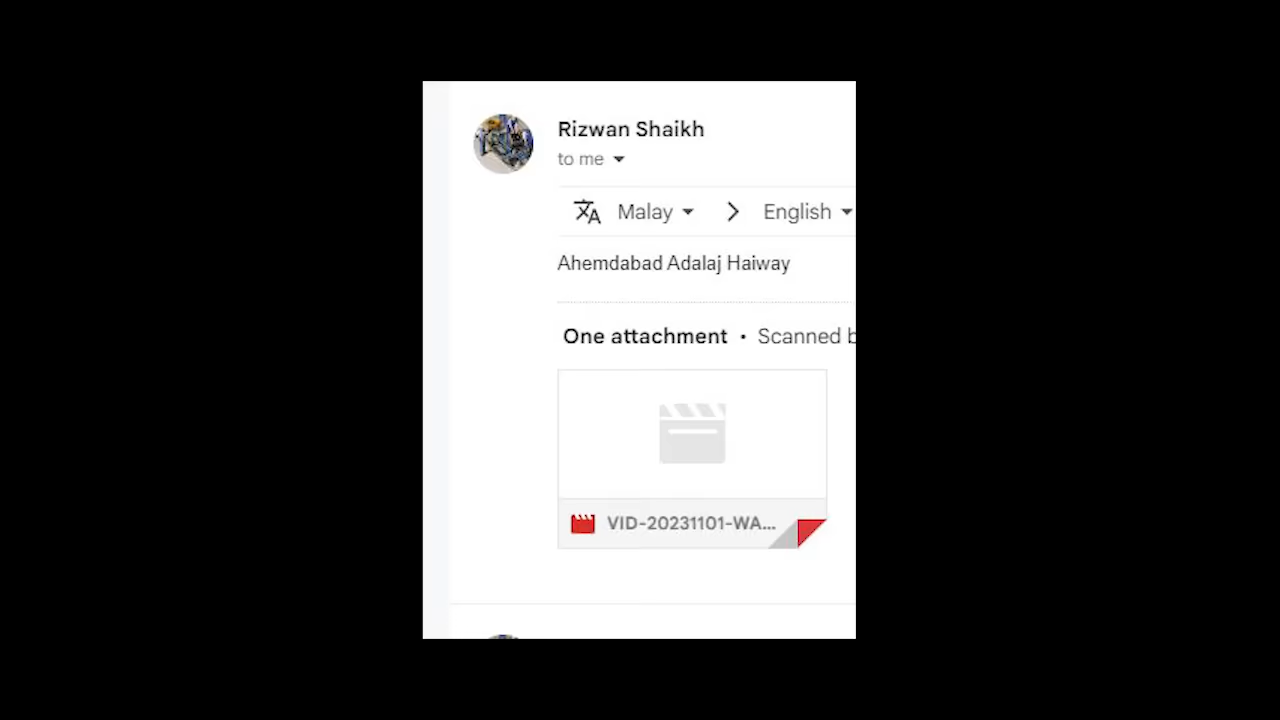 Rizwan Shaikh
to me
Malay > English
Ahemdabad Adalaj Haiway
One attachment • Scanned b
VID-20231101-WA...